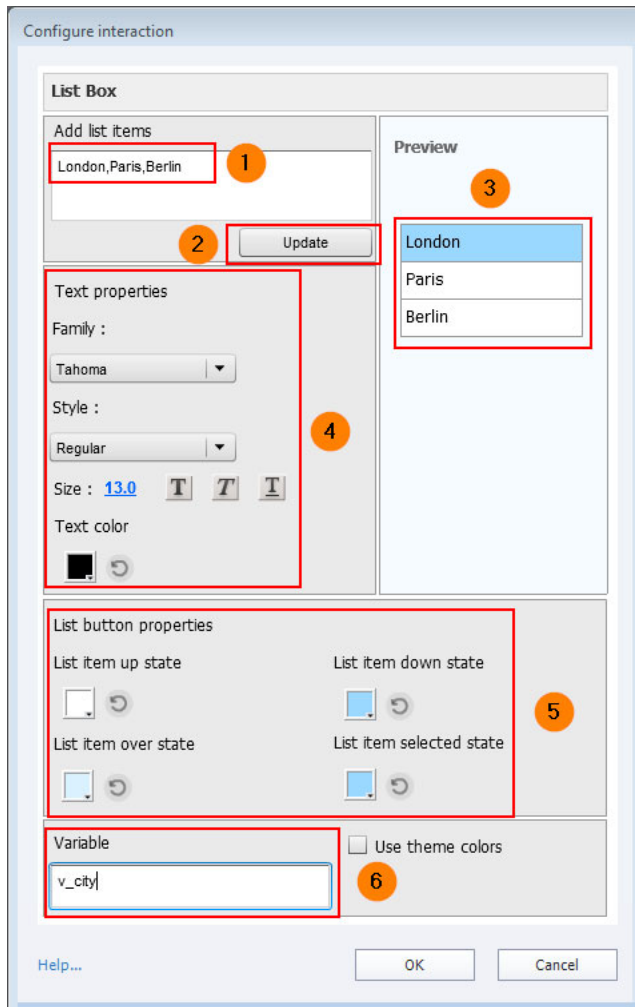 Configure interaction
List Box
Add list items
London,Paris,Berlin
1
2
Update
Preview
3
London
Paris
Berlin
Text properties
Family :
Tahoma
Style :
Regular
Size : 13.0 T T T
Text color
4
List button properties
List item up state
List item down state
List item over state
List item selected state
5
Variable
v_city
Use theme colors
6
Help...
OK
Cancel